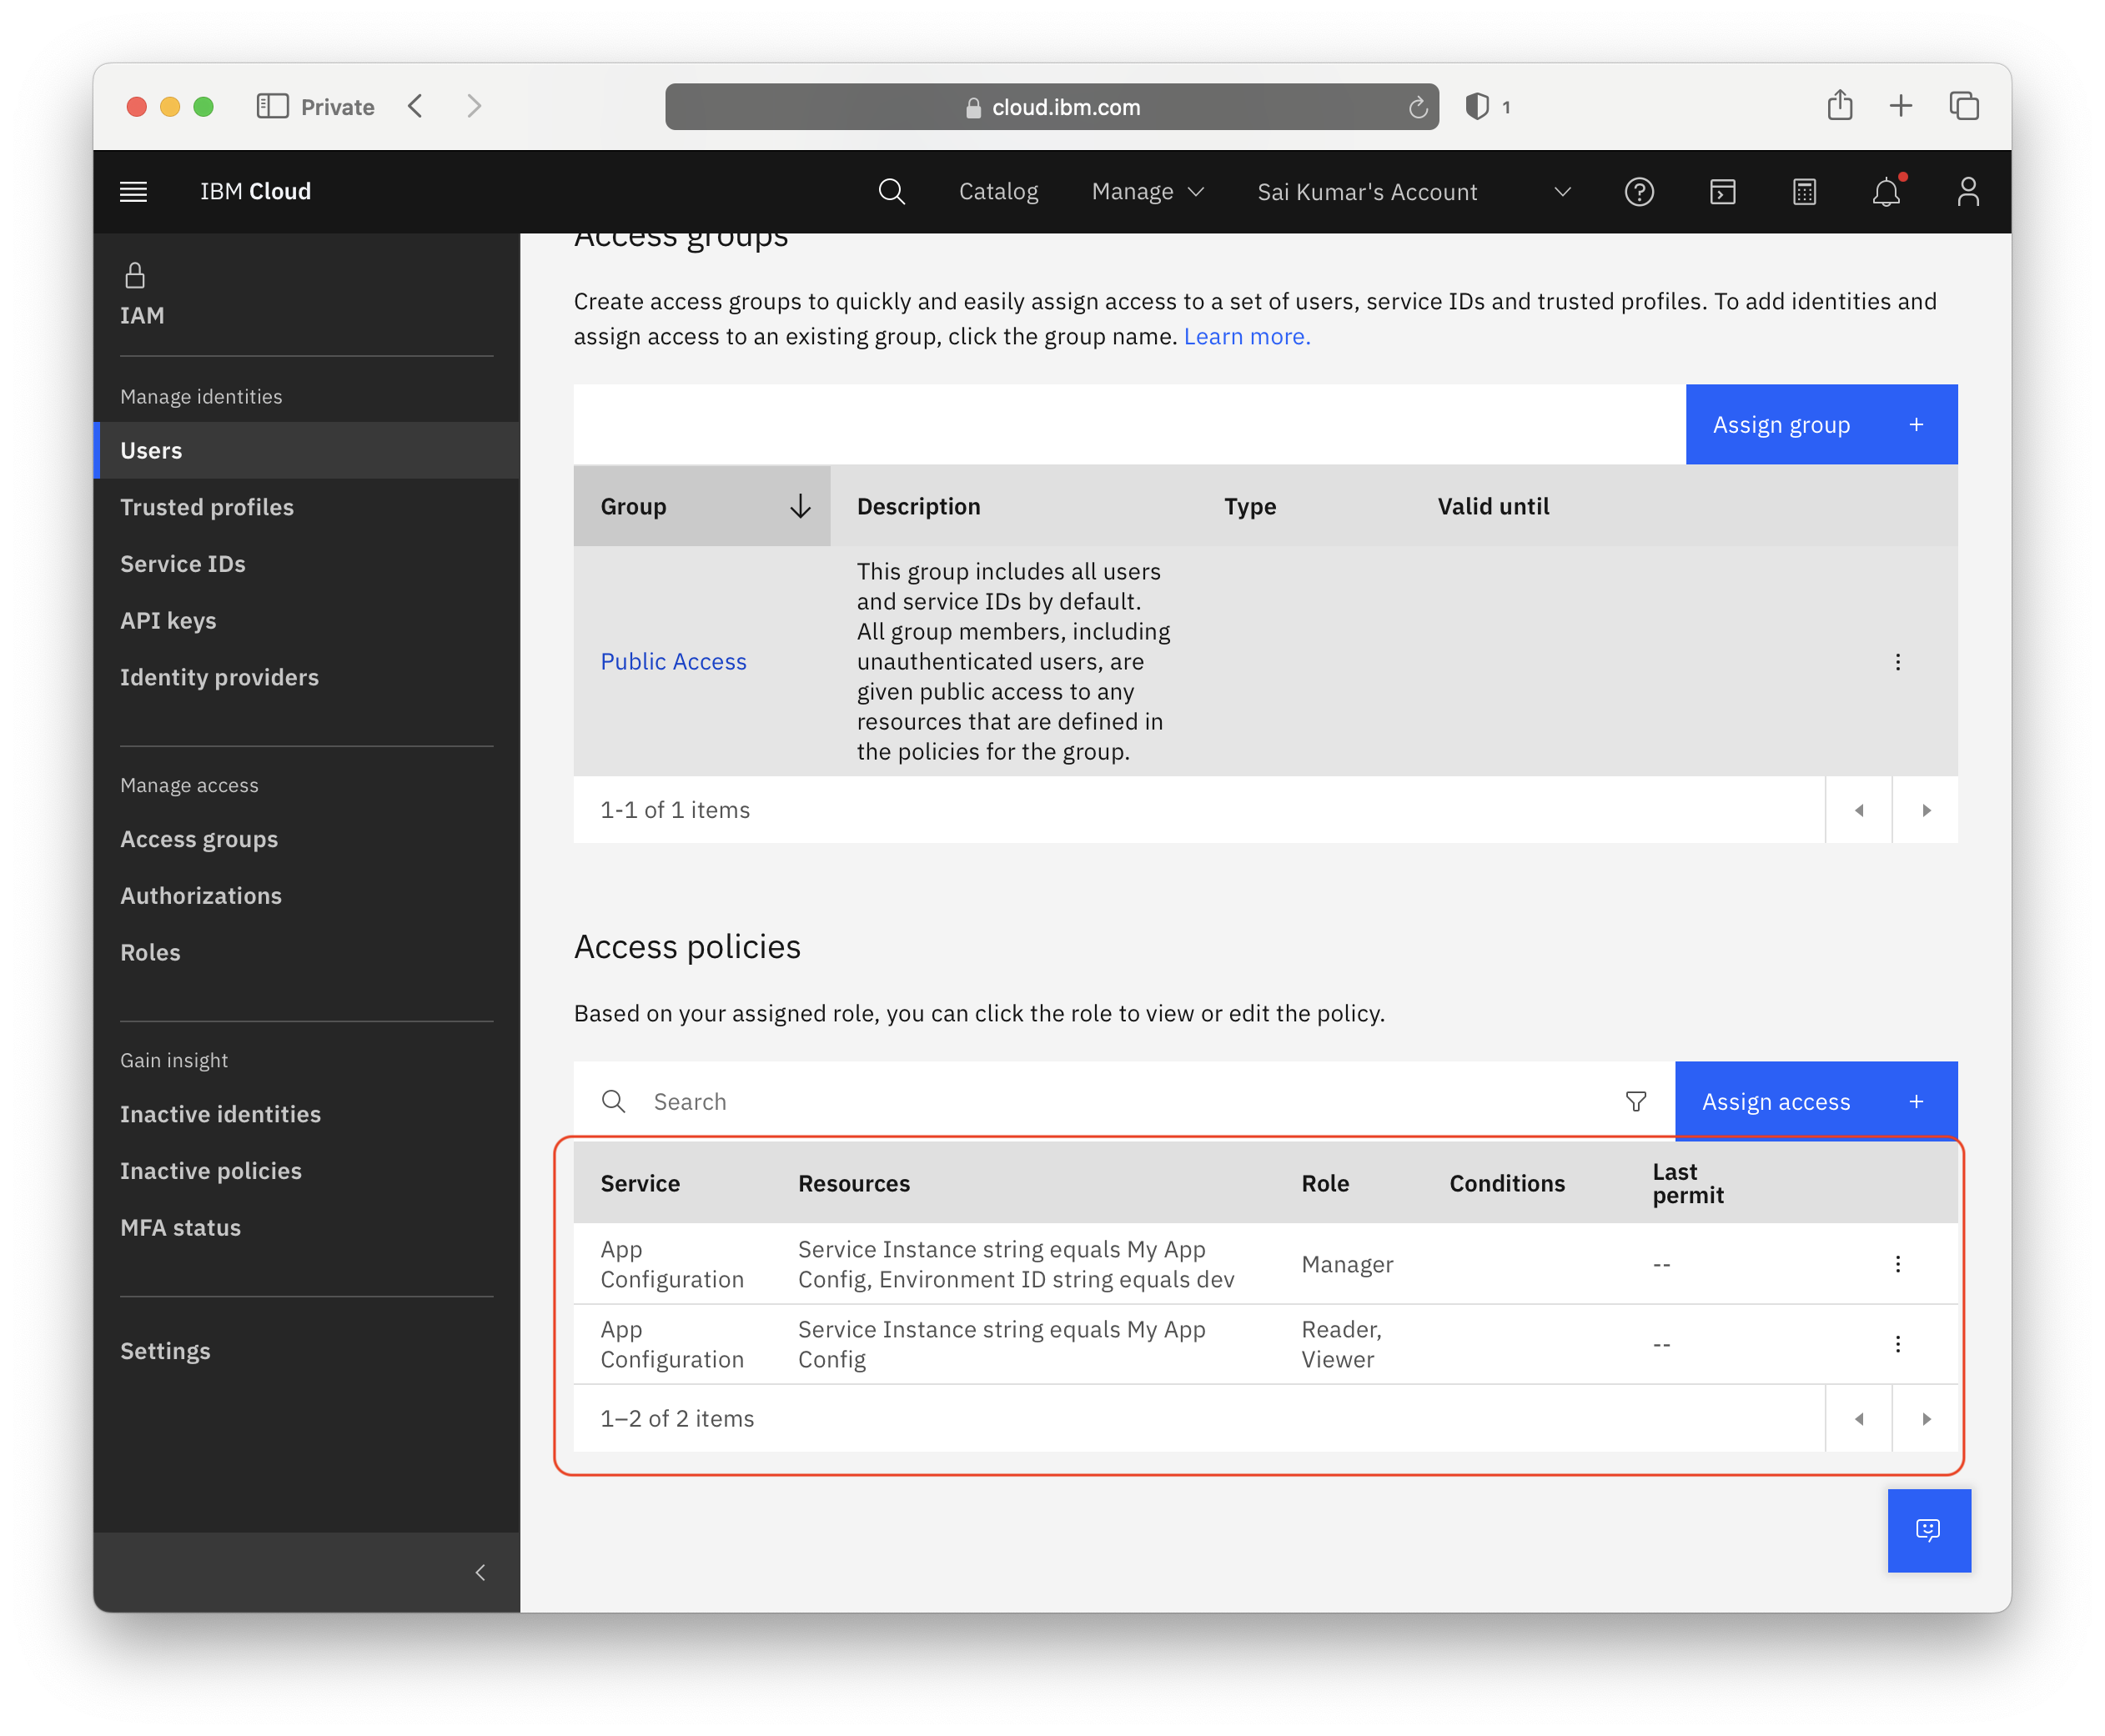 Private
cloud.ibm.com
1
IBM Cloud
Catalog
Manage
Sai Kumar's Account
IAM
Manage identities
Users
Trusted profiles
Service IDs
API keys
Identity providers
Manage access
Access groups
Authorizations
Roles
Gain insight
Inactive identities
Inactive policies
MFA status
Settings
Access groups
Create access groups to quickly and easily assign access to a set of users, service IDs and trusted profiles. To add identities and
assign access to an existing group, click the group name. Learn more.
Assign group +
Group Description Type Valid until
Public Access
This group includes all users
and service IDs by default.
All group members, including
unauthenticated users, are
given public access to any
resources that are defined in
the policies for the group.
1-1 of 1 items
Access policies
Based on your assigned role, you can click the role to view or edit the policy.
Search
Assign access +
Service Resources Role Conditions Last
permit
App
Configuration
Service Instance string equals My App
Config, Environment ID string equals dev
Manager
--
App
Configuration
Service Instance string equals My App
Config
Reader,
Viewer
--
1–2 of 2 items